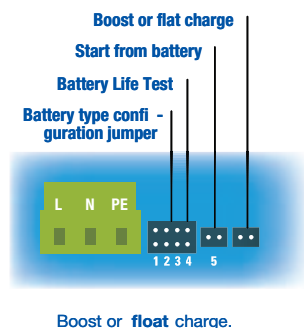 Boost or flat charge
Start from battery
Battery Life Test
Battery type confi -
guration jumper
L N PE
1 2 3 4 5
Boost or float charge.